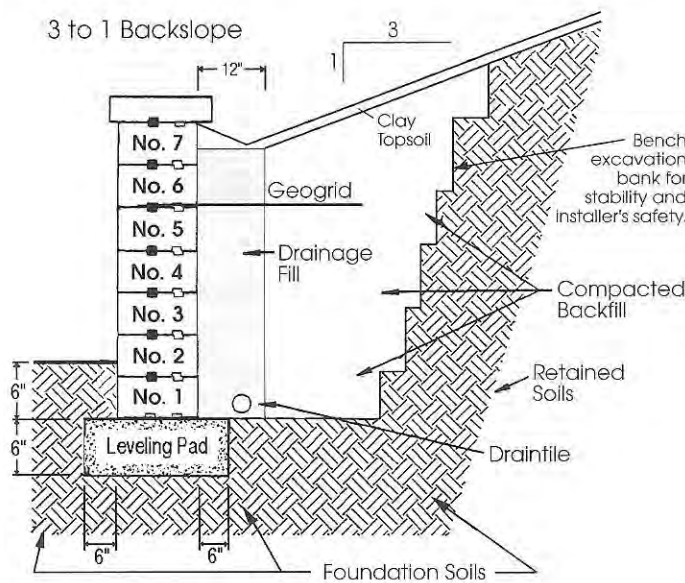 3 to 1 Backslope
3
1
12"
Clay
Topsoil
Bench
excavation
bank for
stability and
installer's safety.
No. 7
No. 6
Geogrid
No. 5
Drainage
Fill
No. 4
Compacted
Backfill
No. 3
No. 2
Retained
Soils
6"
No. 1
6"
Leveling Pad
Draintile
6"
6"
Foundation Soils